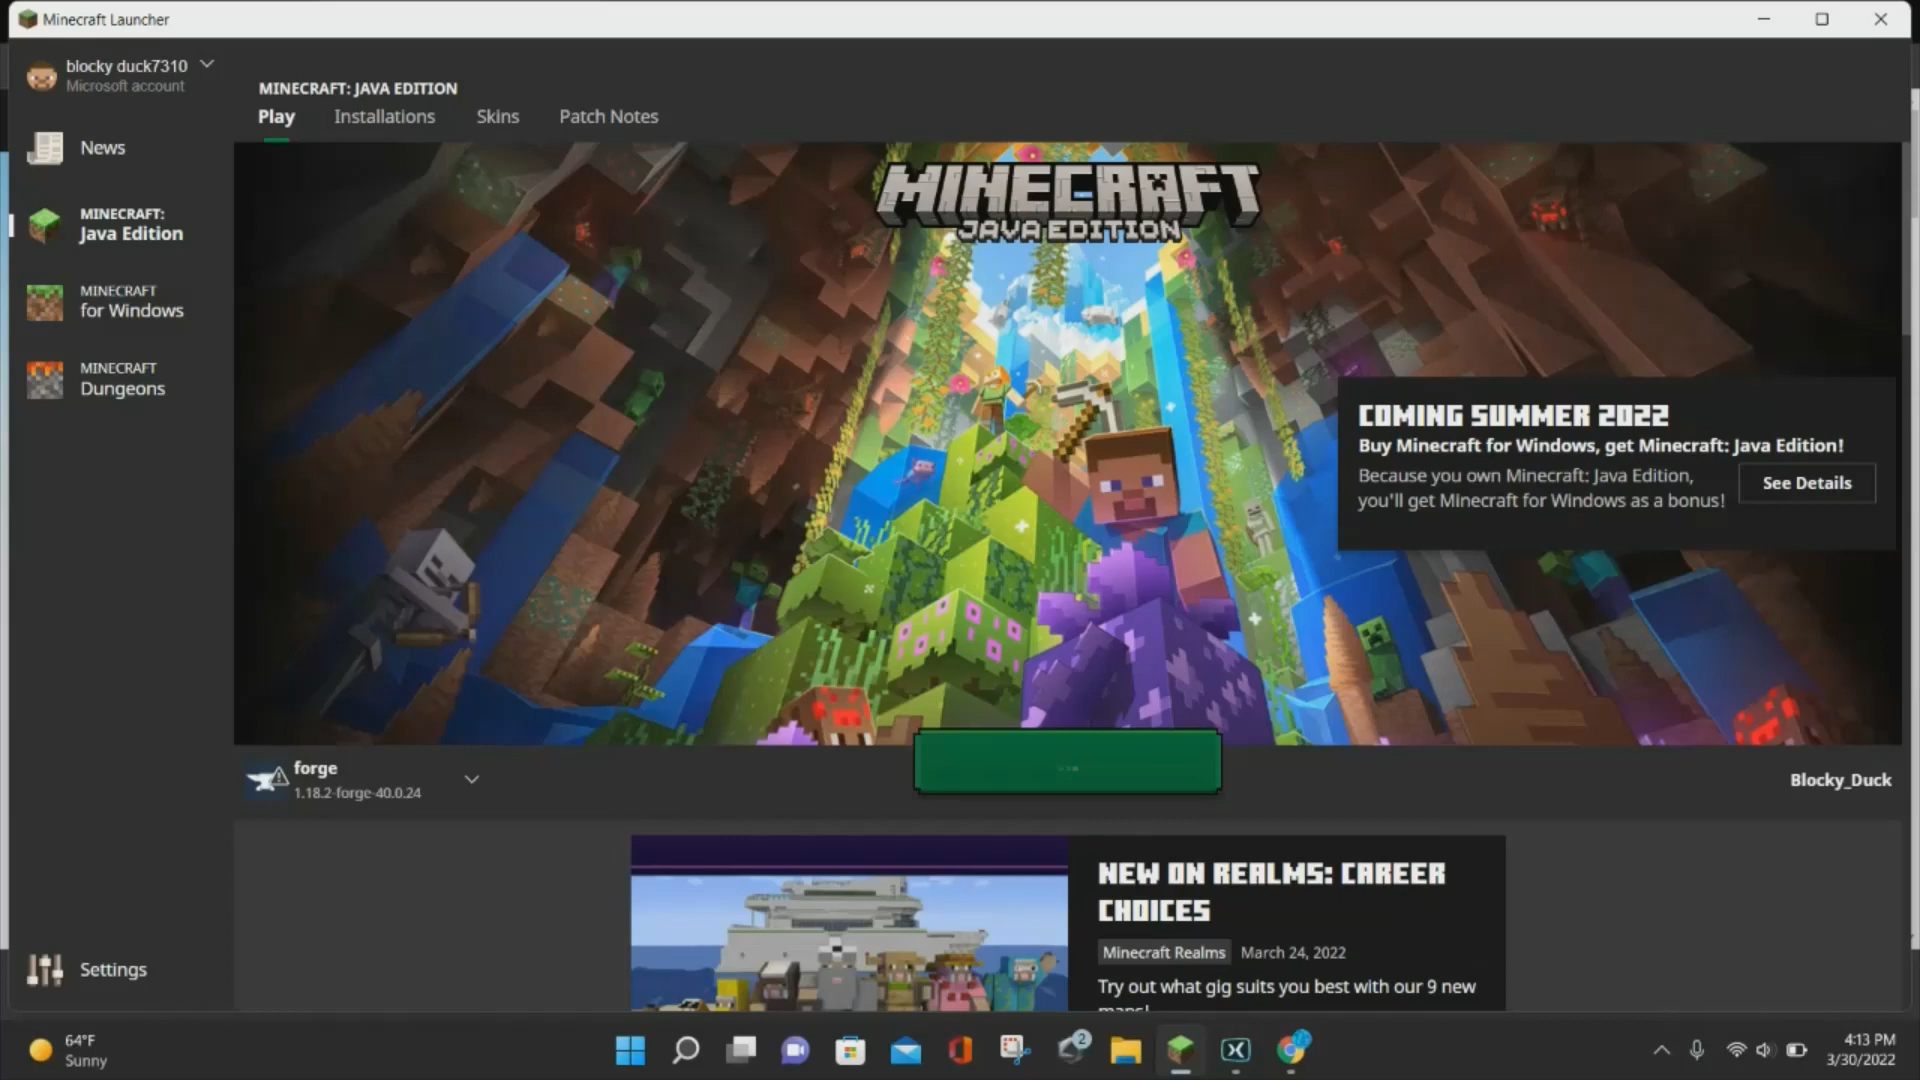 Minecraft Launcher
blocky duck7310
Microsoft account
News
MINECRAFT:
Java Edition
MINECRAFT
for Windows
MINECRAFT
Dungeons
Settings
MINECRAFT: JAVA EDITION
Play Installations Skins Patch Notes
MINECRAFT
JAVA EDITION
COMING SUMMER 2022
Buy Minecraft for Windows, get Minecraft: Java Edition!
Because you own Minecraft: Java Edition,
you'll get Minecraft for Windows as a bonus!
See Details
forge
1.18.2-forge-40.0.24
Blocky_Duck
NEW ON REALMS: CAREER
CHOICES
Minecraft Realms March 24, 2022
Try out what gig suits you best with our 9 new
maps!
64°F
Sunny
2
4:13 PM
3/30/2022